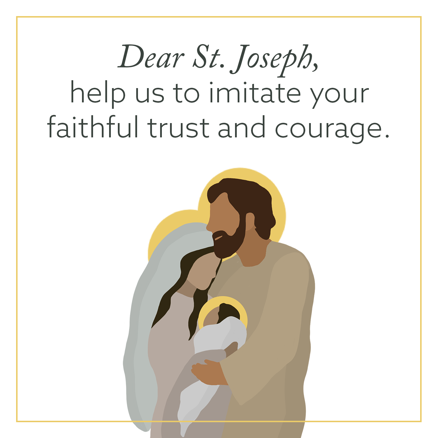 Dear St. Joseph,
help us to imitate your
faithful trust and courage.